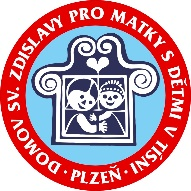 DOMOV SV. ZDISLAVY PRO MATKY S DĚTMI V TÍSNI
· PLZEŇ ·